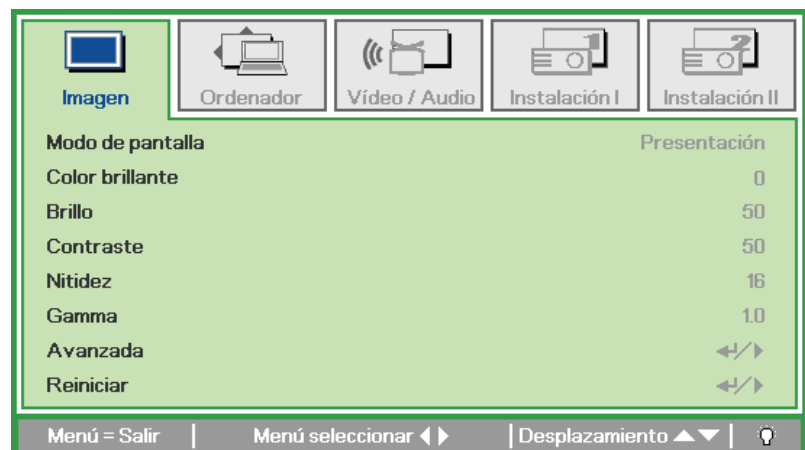 Imagen Ordenador Vídeo / Audio Instalación I Instalación II
Modo de pantalla Presentación
Color brillante 0
Brillo 50
Contraste 50
Nitidez 16
Gamma 1.0
Avanzada
Reiniciar
Menú = Salir Menú seleccionar Desplazamiento